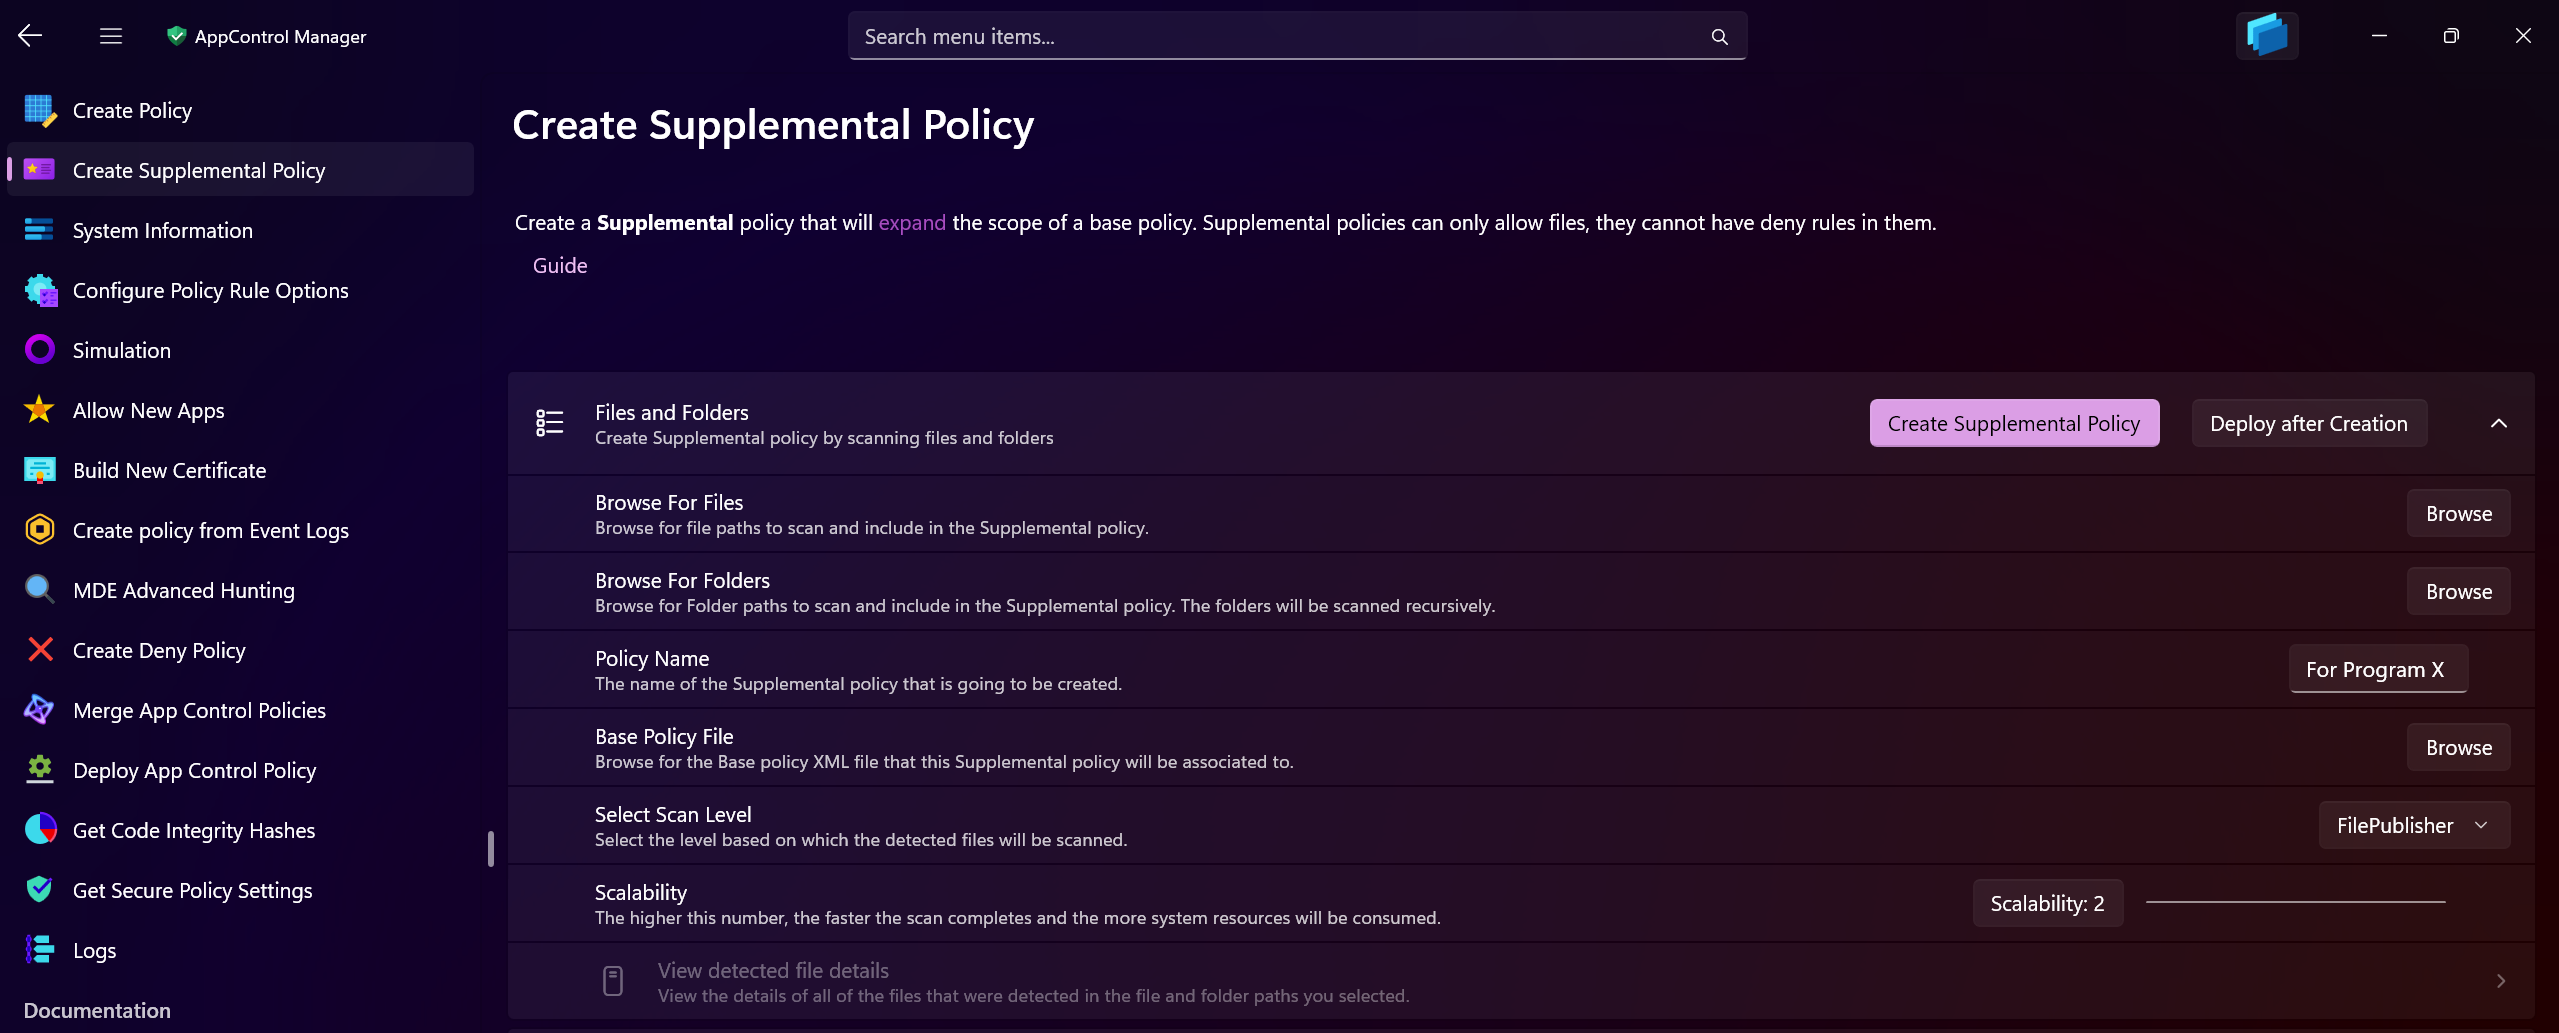 AppControl Manager
Search menu items...
Create Policy
Create Supplemental Policy
System Information
Configure Policy Rule Options
Simulation
Allow New Apps
Build New Certificate
Create policy from Event Logs
MDE Advanced Hunting
Create Deny Policy
Merge App Control Policies
Deploy App Control Policy
Get Code Integrity Hashes
Get Secure Policy Settings
Logs
Documentation
Create Supplemental Policy
Create a Supplemental policy that will expand the scope of a base policy. Supplemental policies can only allow files, they cannot have deny rules in them.
Guide
Files and Folders
Create Supplemental policy by scanning files and folders
Create Supplemental Policy
Deploy after Creation
Browse For Files
Browse for file paths to scan and include in the Supplemental policy.
Browse
Browse For Folders
Browse for Folder paths to scan and include in the Supplemental policy. The folders will be scanned recursively.
Browse
Policy Name
The name of the Supplemental policy that is going to be created.
For Program X
Base Policy File
Browse for the Base policy XML file that this Supplemental policy will be associated to.
Browse
Select Scan Level
Select the level based on which the detected files will be scanned.
FilePublisher
Scalability
The higher this number, the faster the scan completes and the more system resources will be consumed.
Scalability: 2
View detected file details
View the details of all of the files that were detected in the file and folder paths you selected.